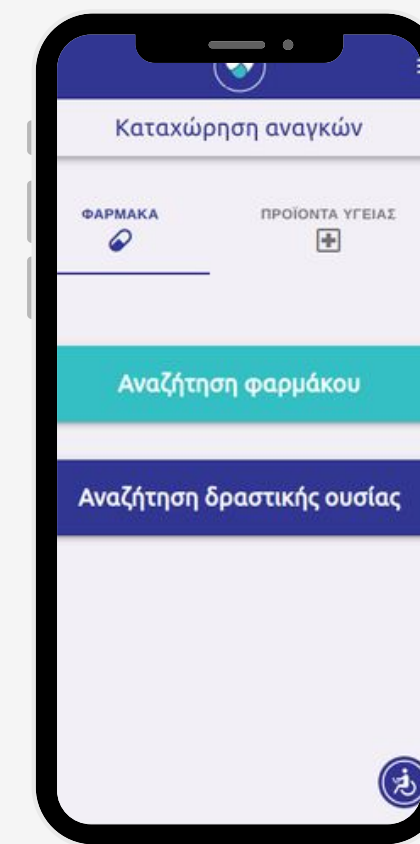 Καταχώρηση αναγκών
ΦΑΡΜΑΚΑ
ΠΡΟΪΟΝΤΑ ΥΓΕΙΑΣ
Αναζήτηση φαρμάκου
Αναζήτηση δραστικής ουσίας